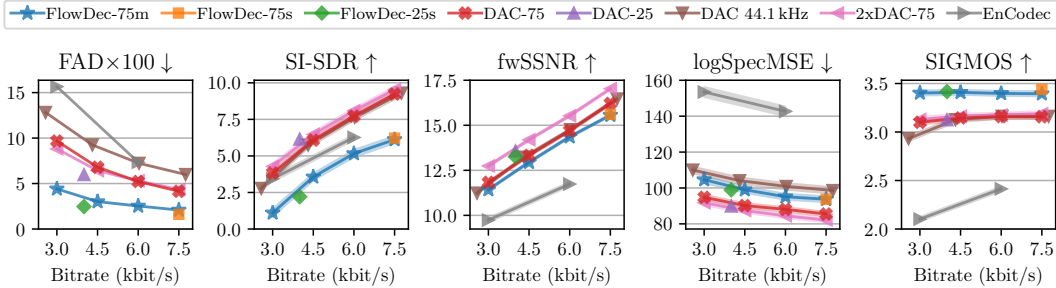 FlowDec-75m FlowDec-75s FlowDec-25s DAC-75 DAC-25 DAC 44.1 kHz 2xDAC-75 EnCodec
FAD×100 ↓ SI-SDR ↑ fwSSNR ↑ logSpecMSE ↓ SIGMOS ↑
15 10 5 0
10.0 7.5 5.0 2.5 0.0
17.5 15.0 12.5 10.0
160 140 120 100 80
3.5 3.0 2.5 2.0
3.0 4.5 6.0 7.5 3.0 4.5 6.0 7.5 3.0 4.5 6.0 7.5 3.0 4.5 6.0 7.5 3.0 4.5 6.0 7.5
Bitrate (kbit/s) Bitrate (kbit/s) Bitrate (kbit/s) Bitrate (kbit/s) Bitrate (kbit/s)